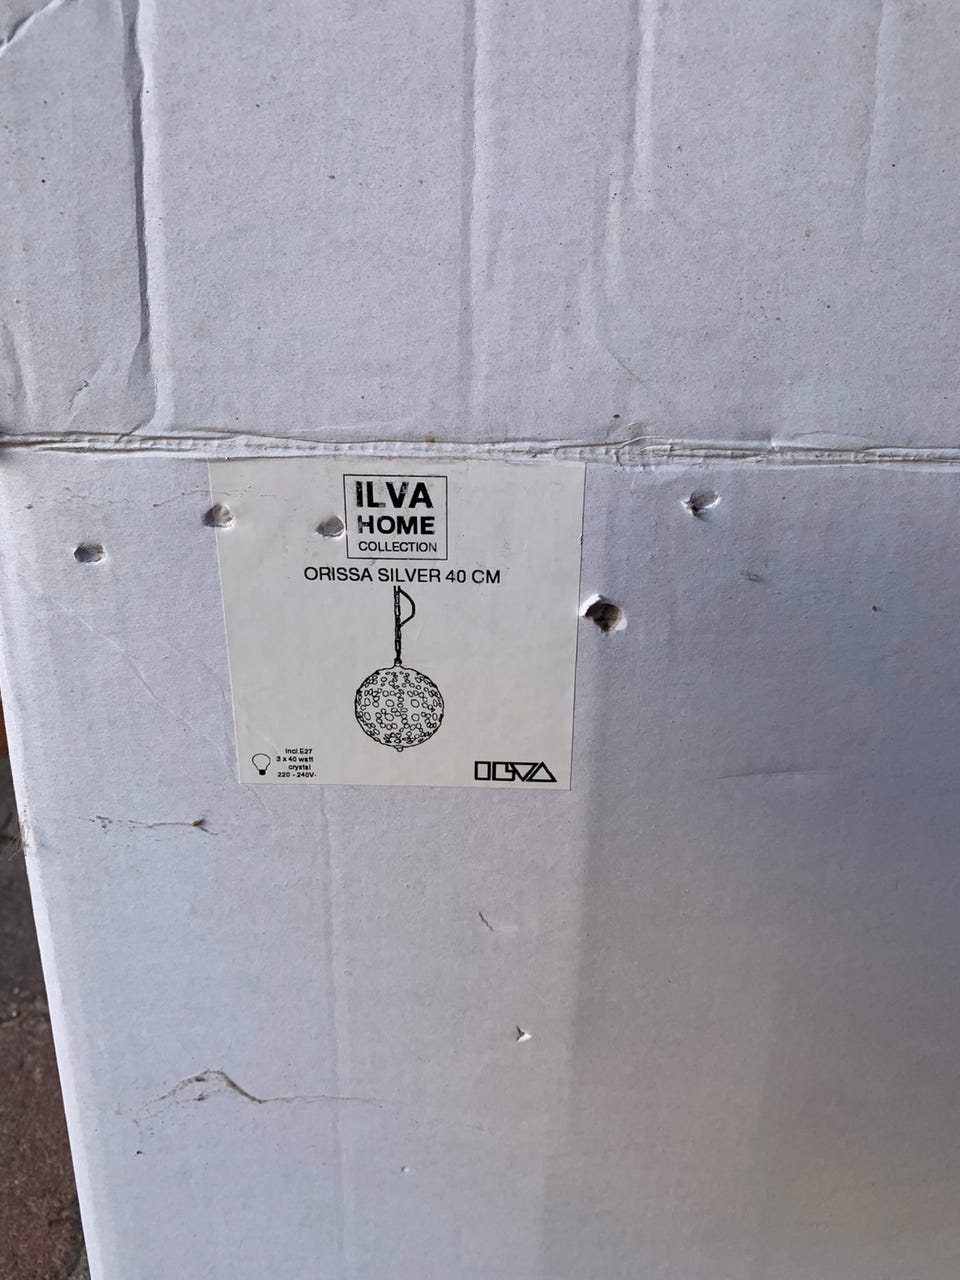 ILVA
HOME
COLLECTION
ORISSA SILVER 40 CM
incl.E27
3 x 40 watt
crystal
220 - 240V-
ILVA